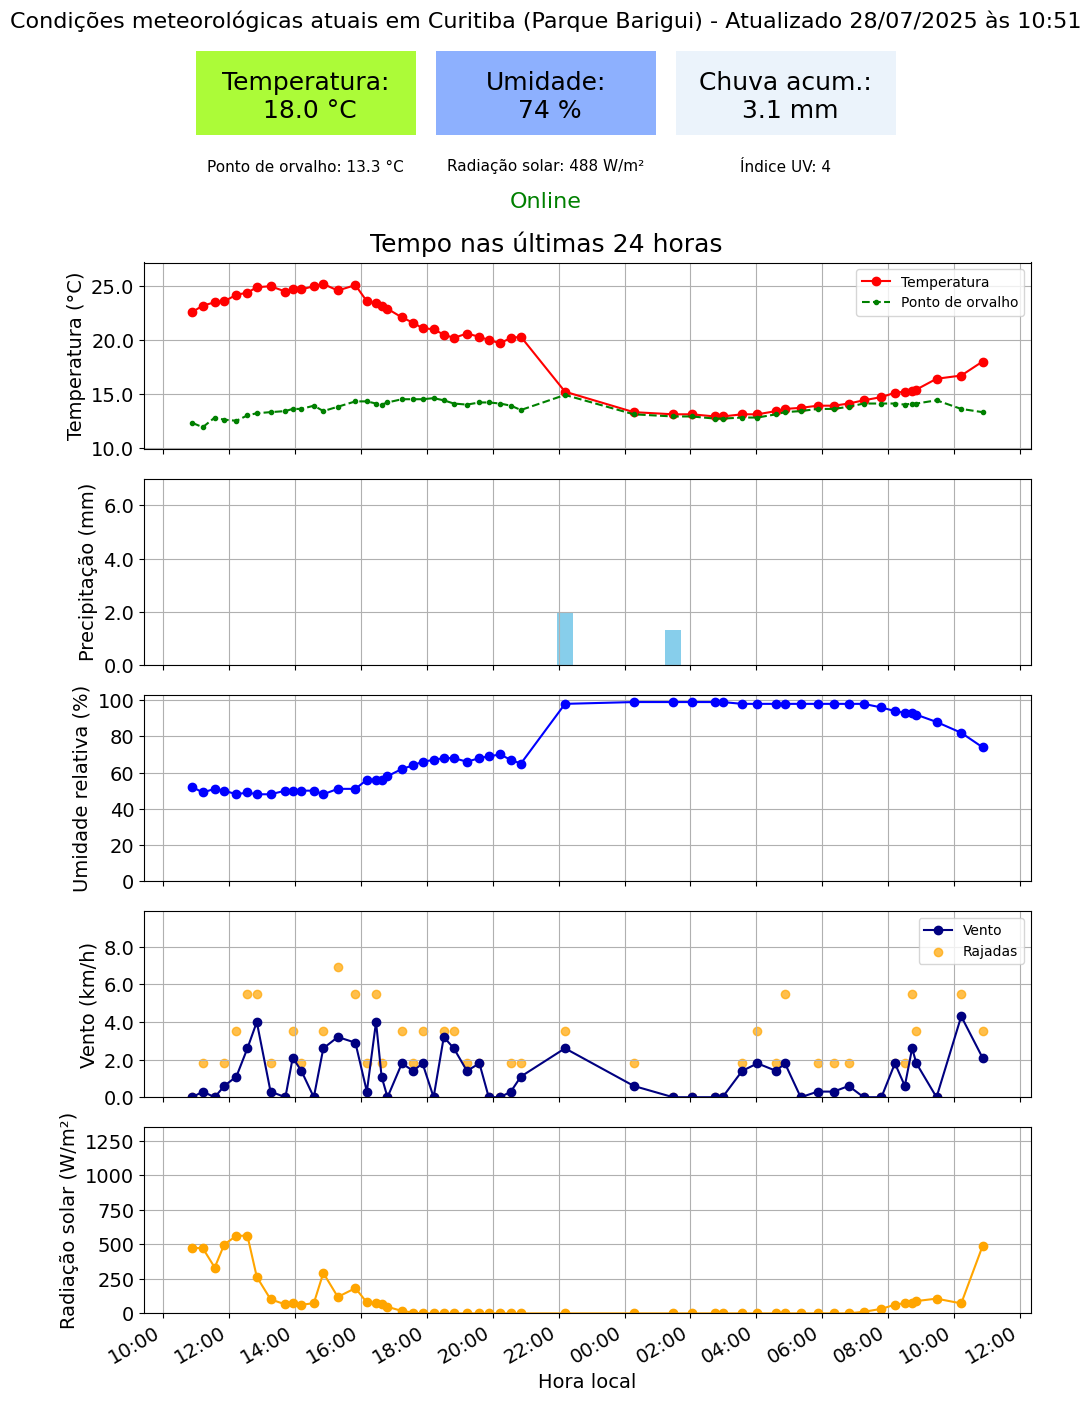 Condições meteorológicas atuais em Curitiba (Parque Barigui) - Atualizado 28/07/2025 às 10:51
Temperatura:
18.0 °C
Umidade:
74 %
Chuva acum.:
3.1 mm
Ponto de orvalho: 13.3 °C
Radiação solar: 488 W/m²
Índice UV: 4
Online
Tempo nas últimas 24 horas
Temperatura (°C)
25.0
20.0
15.0
10.0
Temperatura
Ponto de orvalho
Precipitação (mm)
6.0
4.0
2.0
0.0
Umidade relativa (%)
100
80
60
40
20
0
Vento (km/h)
8.0
6.0
4.0
2.0
0.0
Vento
Rajadas
Radiação solar (W/m²)
1250
1000
750
500
250
0
10:00
12:00
14:00
16:00
18:00
20:00
22:00
00:00
02:00
04:00
06:00
08:00
10:00
12:00
Hora local